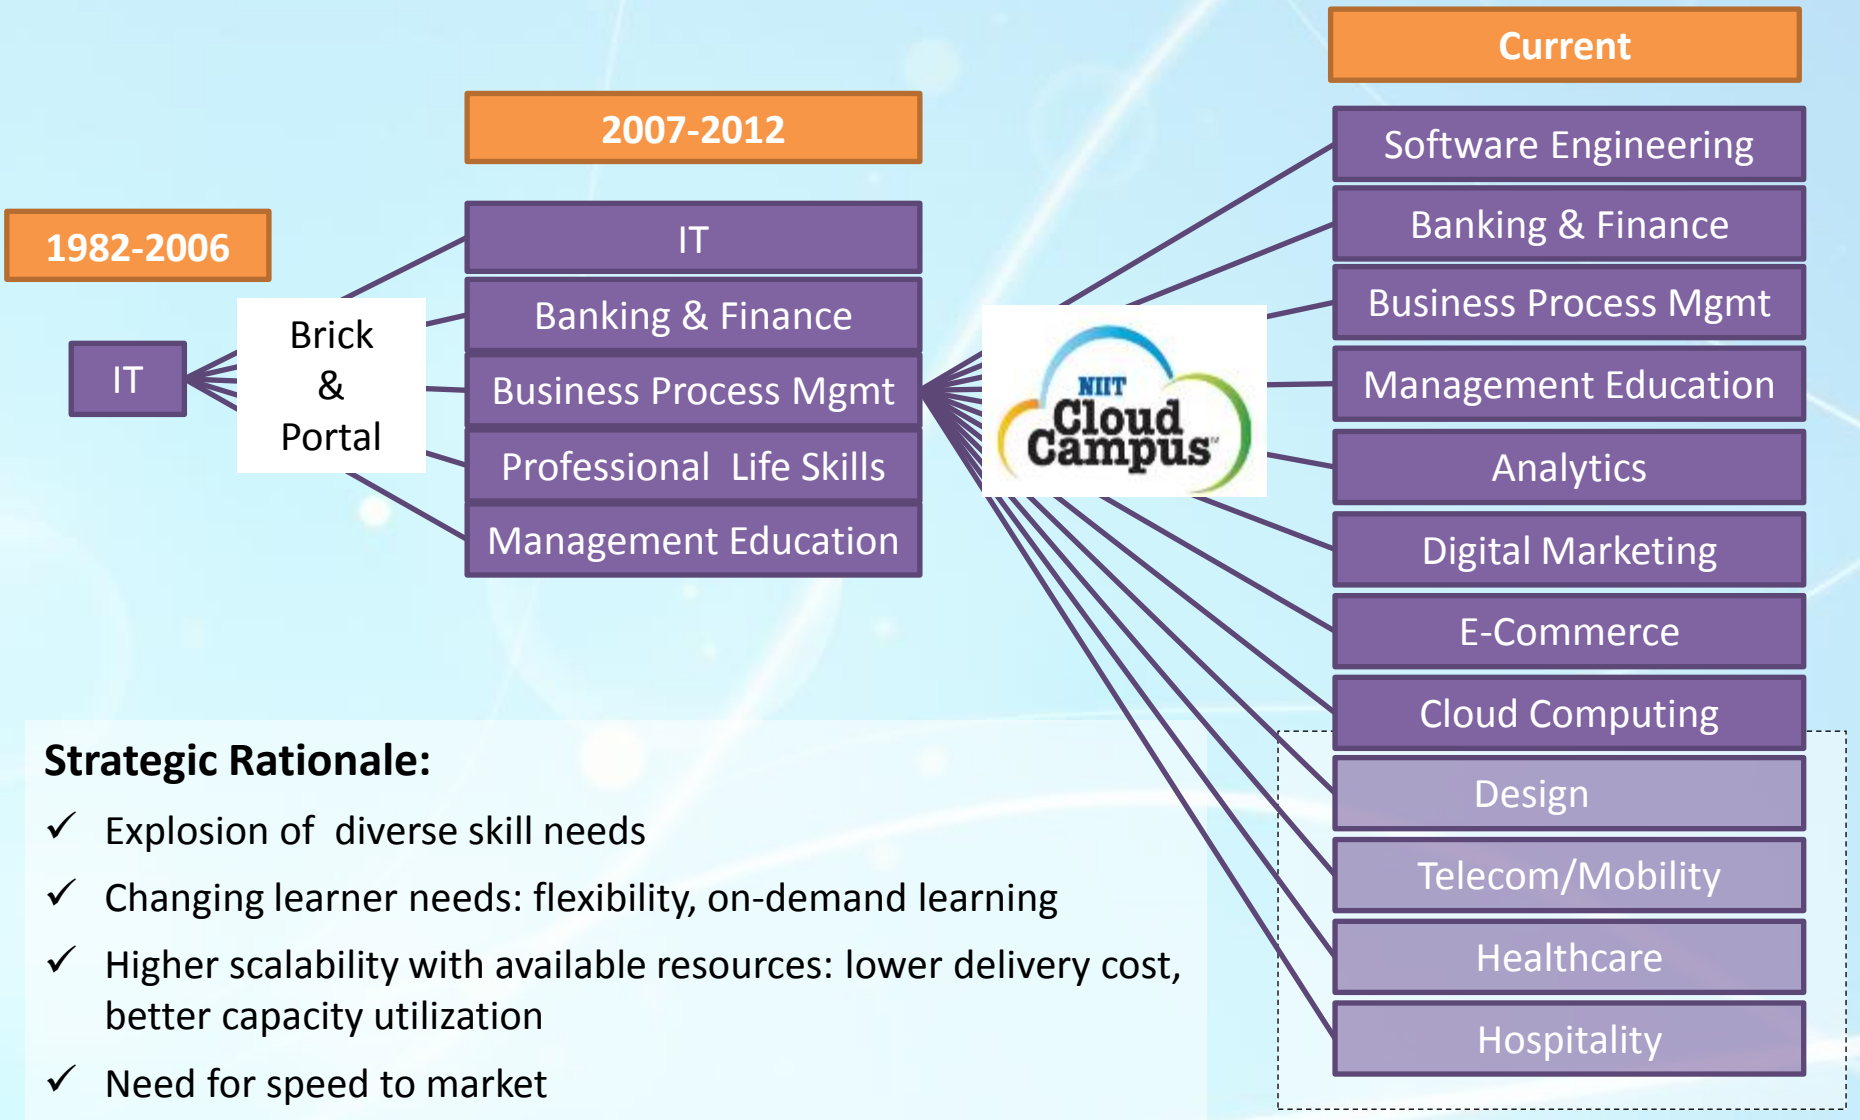 1982-2006
IT
Brick
&
Portal
2007-2012
IT
Banking & Finance
Business Process Mgmt
Professional Life Skills
Management Education
NIIT
Cloud
Campus™
Current
Software Engineering
Banking & Finance
Business Process Mgmt
Management Education
Analytics
Digital Marketing
E-Commerce
Cloud Computing
Design
Telecom/Mobility
Healthcare
Hospitality
Strategic Rationale:
✓ Explosion of diverse skill needs
✓ Changing learner needs: flexibility, on-demand learning
✓ Higher scalability with available resources: lower delivery cost,
better capacity utilization
✓ Need for speed to market